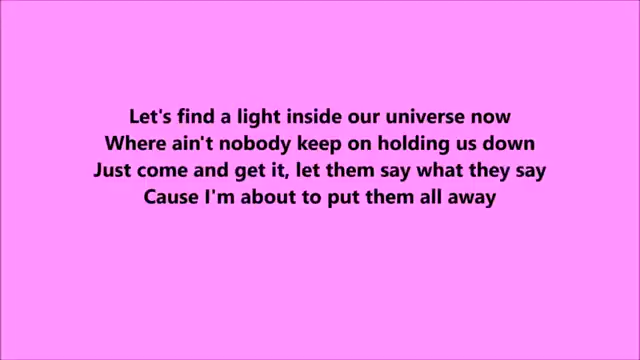 Let's find a light inside our universe now
Where ain't nobody keep on holding us down
Just come and get it, let them say what they say
Cause I'm about to put them all away